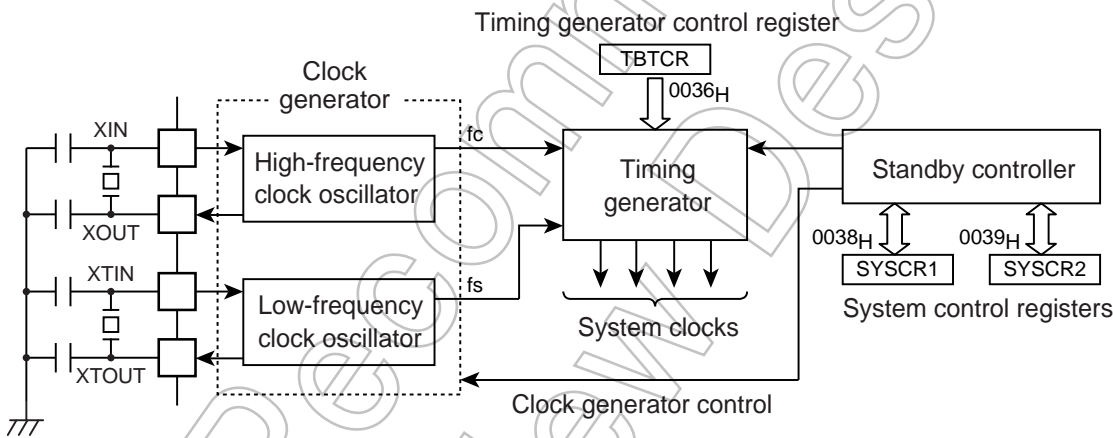 Timing generator control register
TBTCR
0036H
Clock
generator
XIN
XOUT
XTIN
XTOUT
High-frequency
clock oscillator
fc
Low-frequency
clock oscillator
fs
Timing
generator
System clocks
Standby controller
0038H
0039H
SYSCR1
SYSCR2
System control registers
Clock generator control